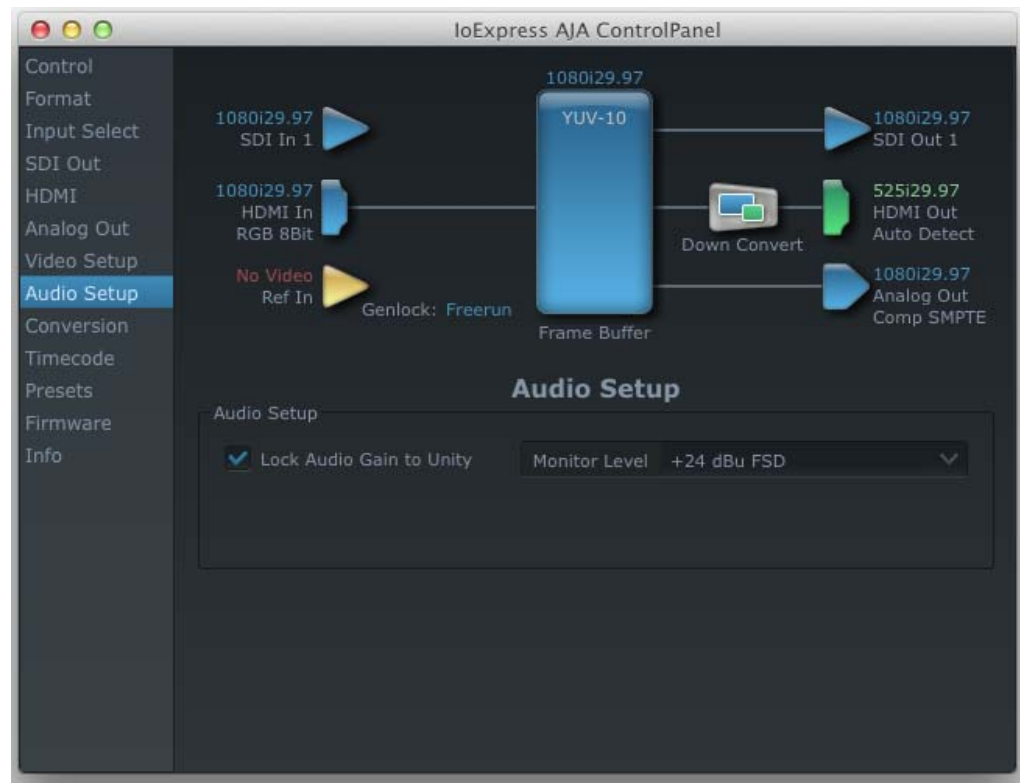 IoExpress AJA ControlPanel
Control
Format
Input Select
SDI Out
HDMI
Analog Out
Video Setup
Audio Setup
Conversion
Timecode
Presets
Firmware
Info
1080i29.97
YUV-10
Frame Buffer
1080i29.97
SDI In 1
1080i29.97
HDMI In
RGB 8Bit
No Video
Ref In
Genlock: Freerun
1080i29.97
SDI Out 1
Down Convert
525i29.97
HDMI Out
Auto Detect
1080i29.97
Analog Out
Comp SMPTE
Audio Setup
Audio Setup
Lock Audio Gain to Unity
Monitor Level +24 dBu FSD